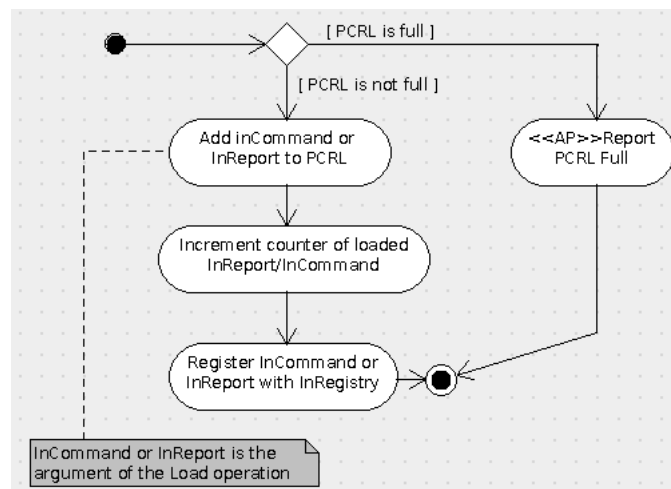 [ PCRL is full ]
[ PCRL is not full ]
Add inCommand or
InReport to PCRL
<<AP>>Report
PCRL Full
Increment counter of loaded
InReport/InCommand
Register InCommand or
InReport with InRegistry
InCommand or InReport is the
argument of the Load operation